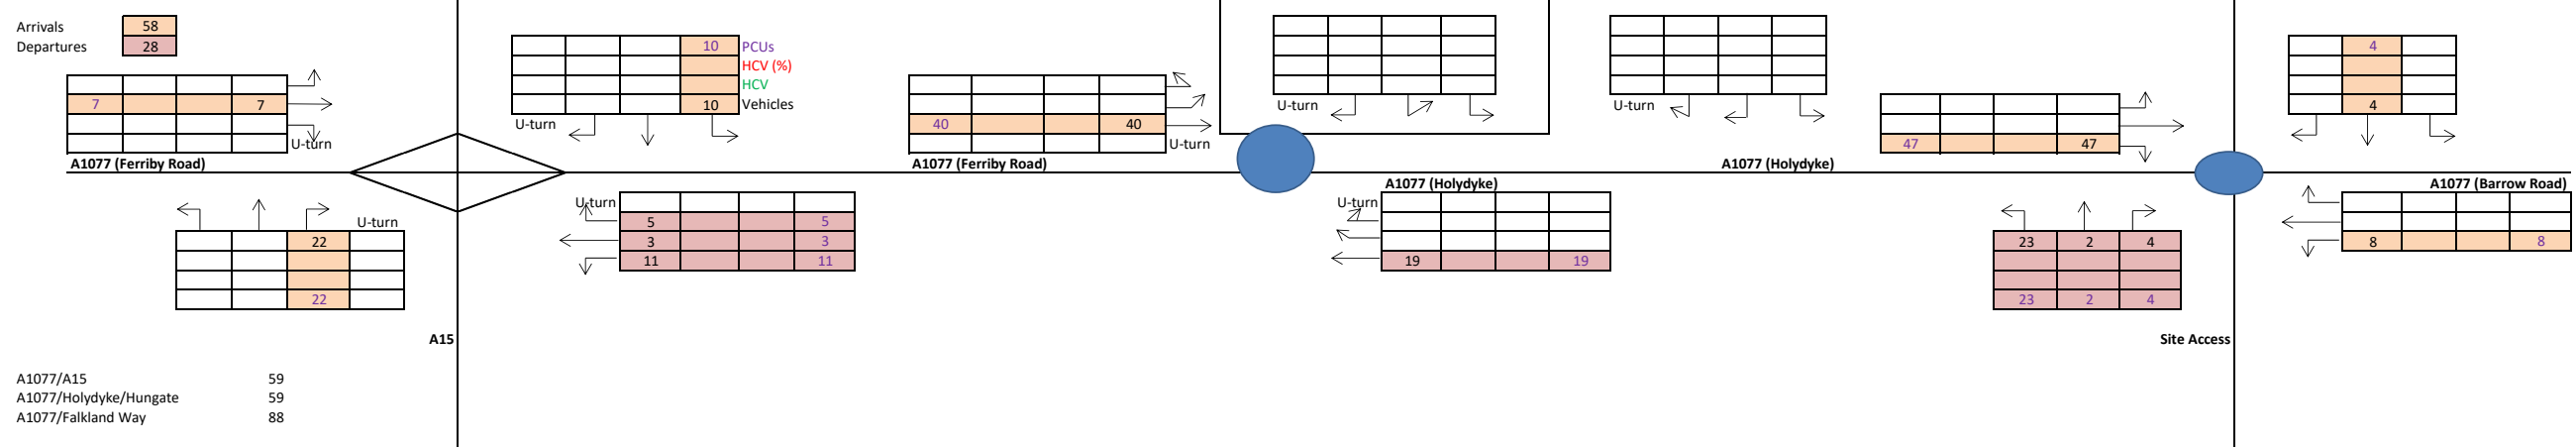 Arrivals 58
Departures 28
10 PCUs
HCV (%)
HCV
10 Vehicles
U-turn
7 7
U-turn
A1077 (Ferriby Road)
40 40
U-turn
A1077 (Ferriby Road)
U-turn
U-turn
A1077 (Holydyke)
47 47
4
4
A1077 (Barrow Road)
8 8
U-turn
22
22
A15
U-turn
5 5
3 3
11 11
A1077 (Holydyke)
U-turn
19 19
23 2 4
23 2 4
Site Access
A1077/A15 59
A1077/Holydyke/Hungate 59
A1077/Falkland Way 88